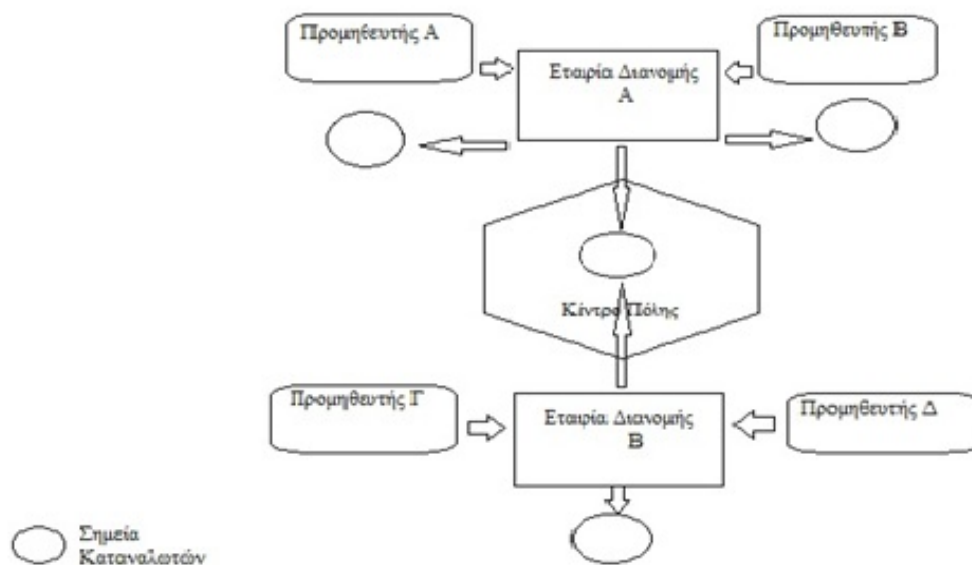 Προμηθευτής Α
Προμηθευτής Β
Εταιρία Διανομής
Α
Κέντρο Πόλης
Προμηθευτής Γ
Εταιρία Διανομής
Β
Προμηθευτής Δ
Σημεία
Καταναλωτών